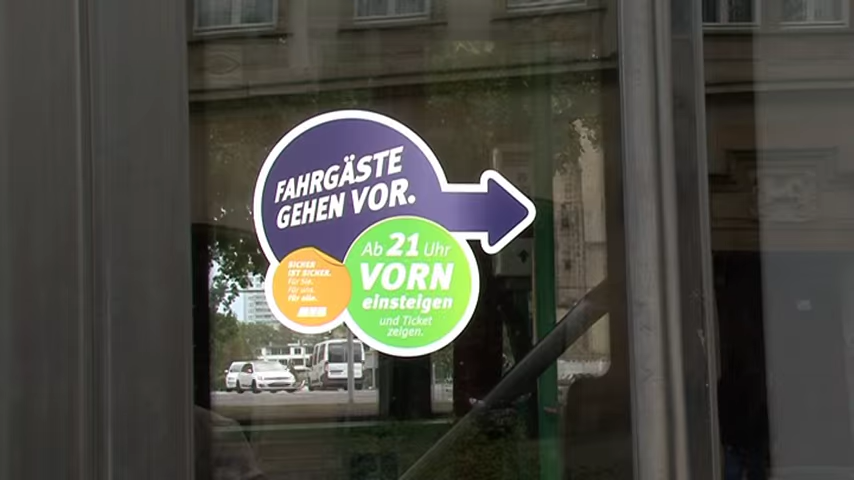 FAHRGÄSTE
GEHEN VOR.
Ab 21 Uhr
VORN
einsteigen
und Ticket
zeigen.
SICHER
IST SICHER.
Für Sie.
Für uns.
Für alle.